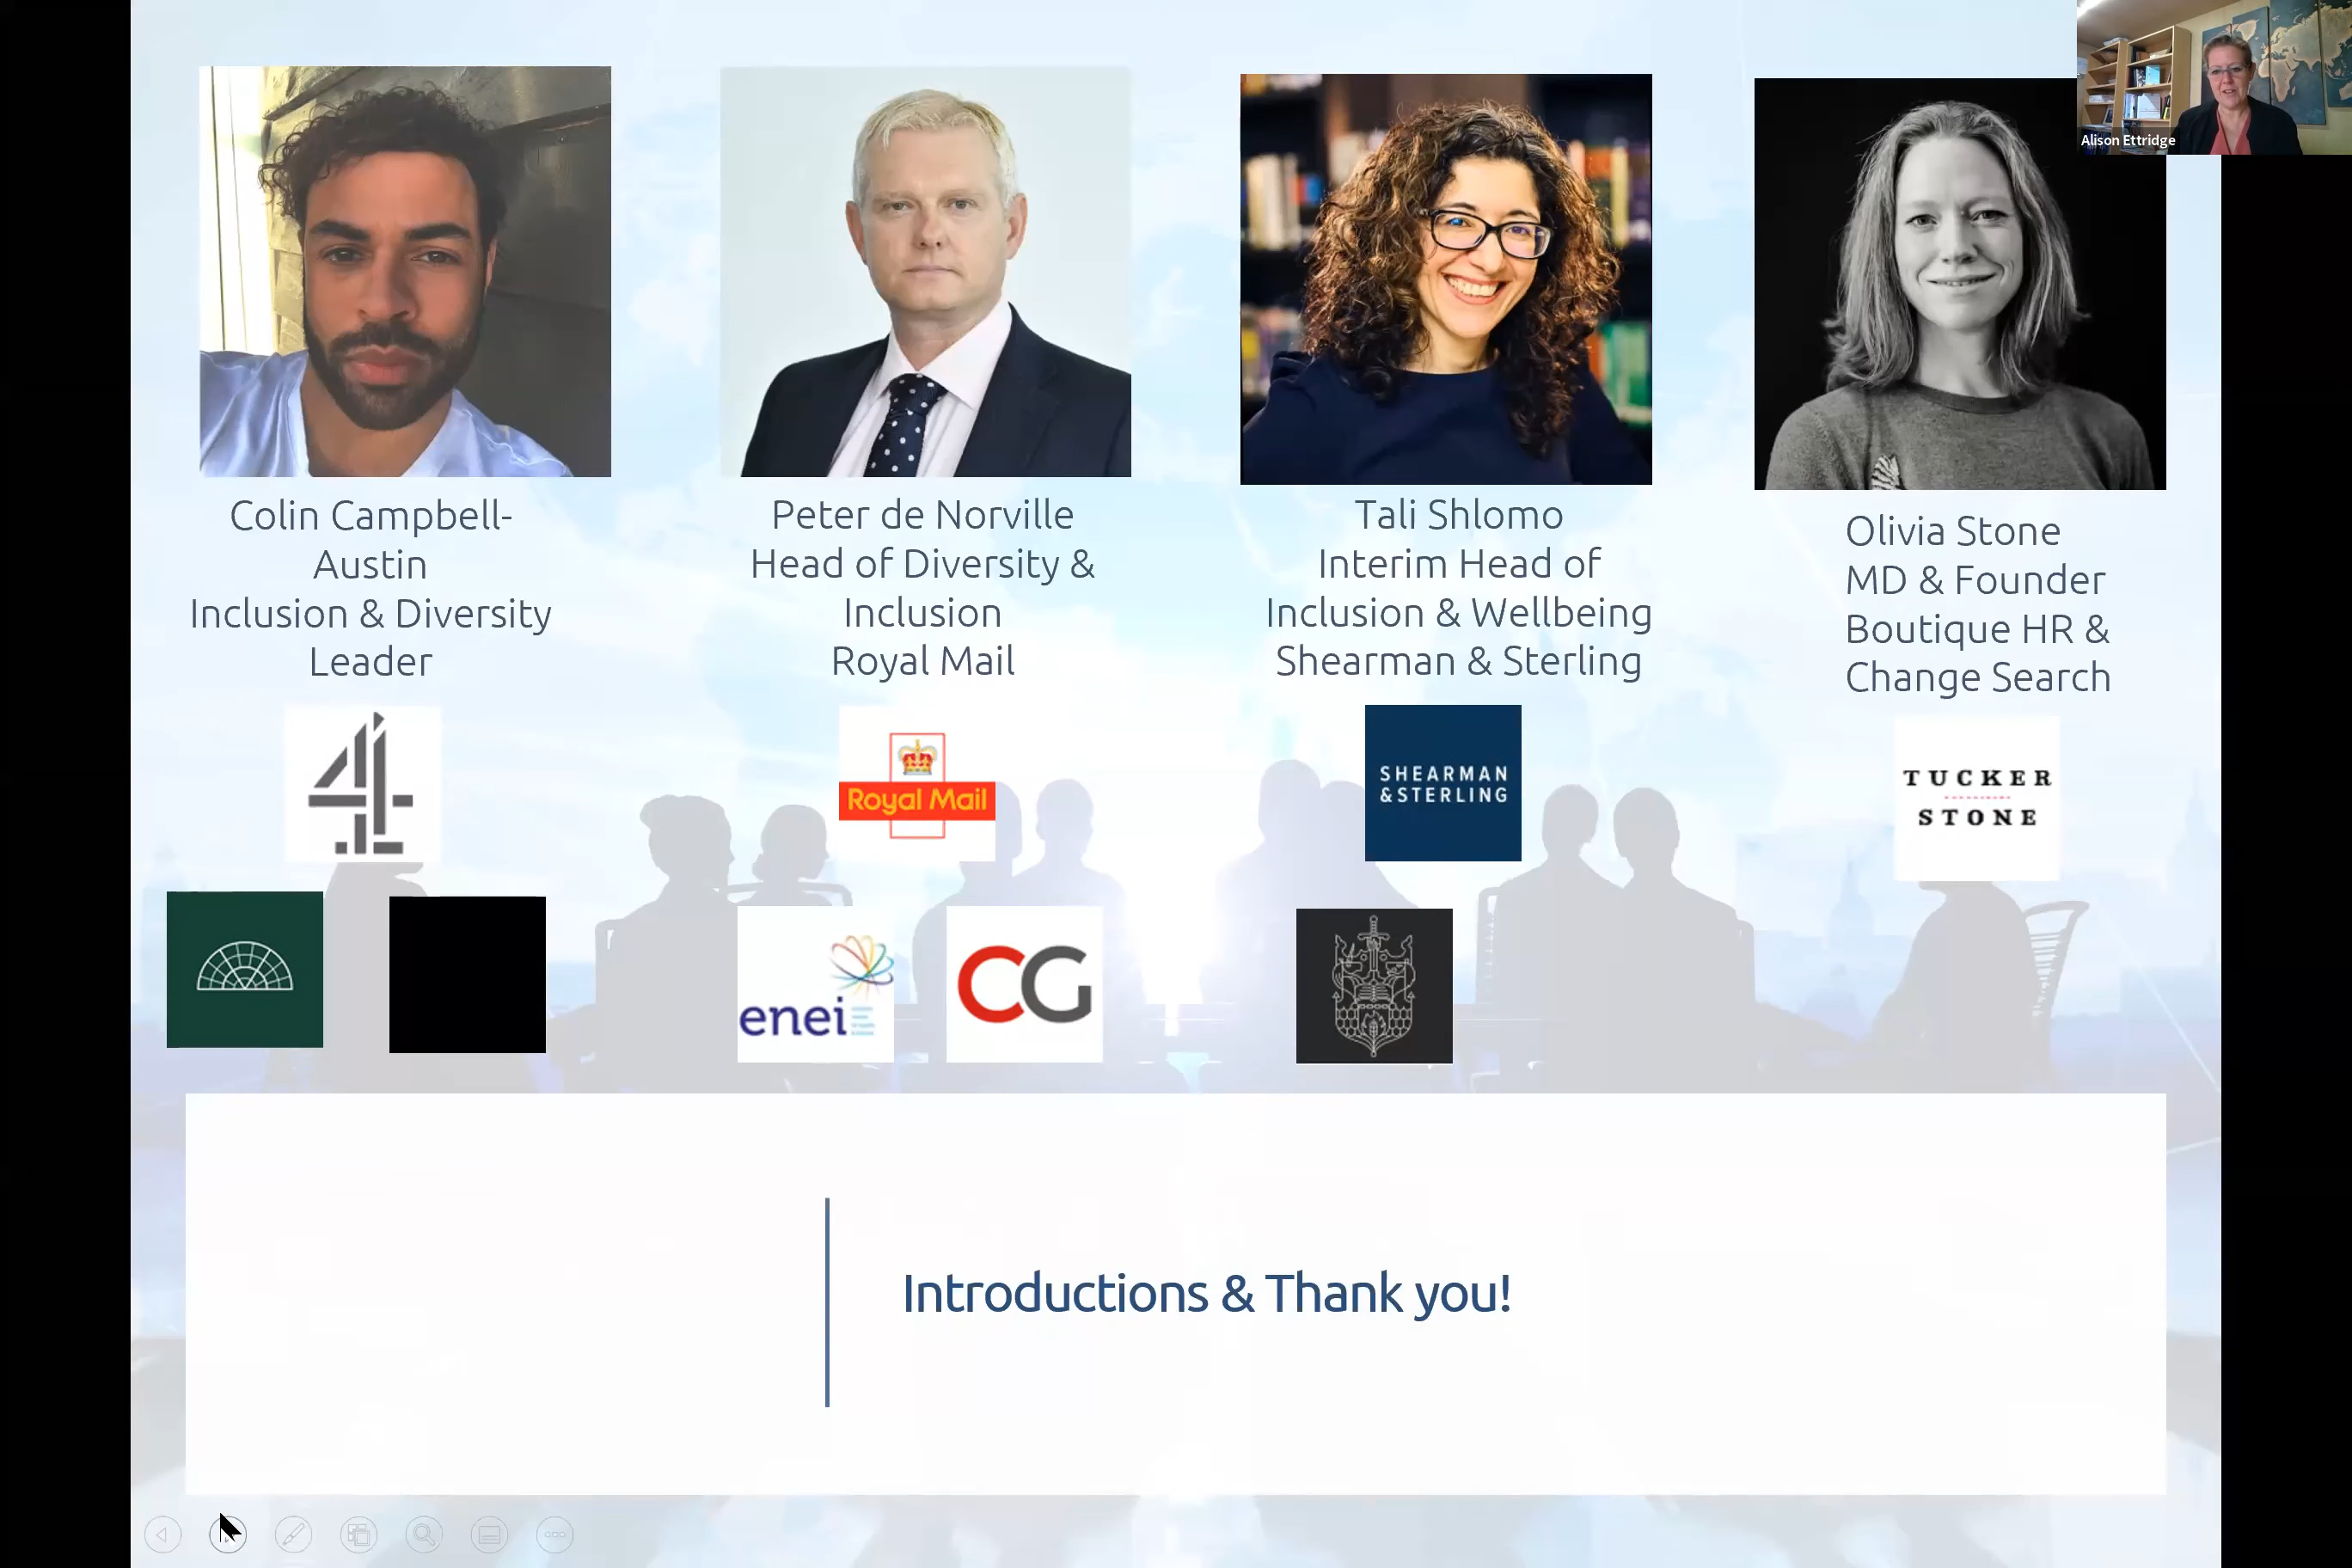 Alison Ettridge
Colin Campbell-
Austin
Inclusion & Diversity
Leader
Peter de Norville
Head of Diversity &
Inclusion
Royal Mail
Tali Shlomo
Interim Head of
Inclusion & Wellbeing
Shearman & Sterling
Olivia Stone
MD & Founder
Boutique HR &
Change Search
4
Royal Mail
SHEARMAN
&STERLING
TUCKER
STONE
enei
CG
Introductions & Thank you!